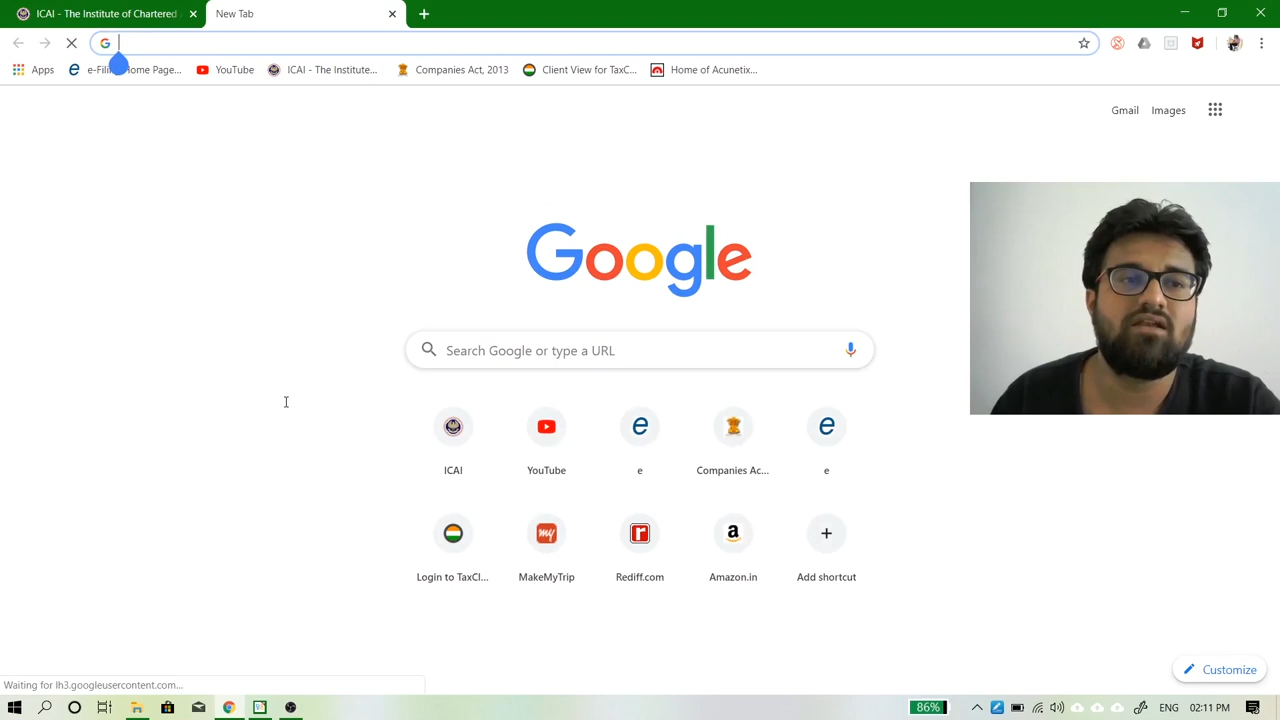 ICAI - The Institute of Chartered
New Tab
Apps
e-Fili
Home Page...
YouTube
ICAI - The Institute...
Companies Act, 2013
Client View for TaxC...
Home of Acunetix...
Gmail
Images
Google
Search Google or type a URL
ICAI
YouTube
e
Companies Ac...
e
Login to TaxCl...
my
MakeMyTrip
r
Rediff.com
a
Amazon.in
Add shortcut
Customize
Waiting for lh3.googleusercontent.com...
86%
ENG
02:11 PM